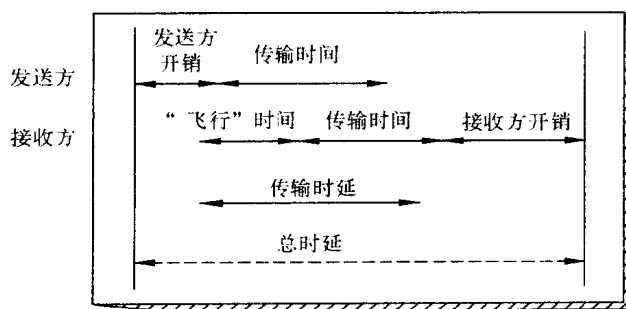 发送方
开销
传输时间
发送方
“飞行”时间
传输时间
接收方开销
接收方
传输时延
总时延